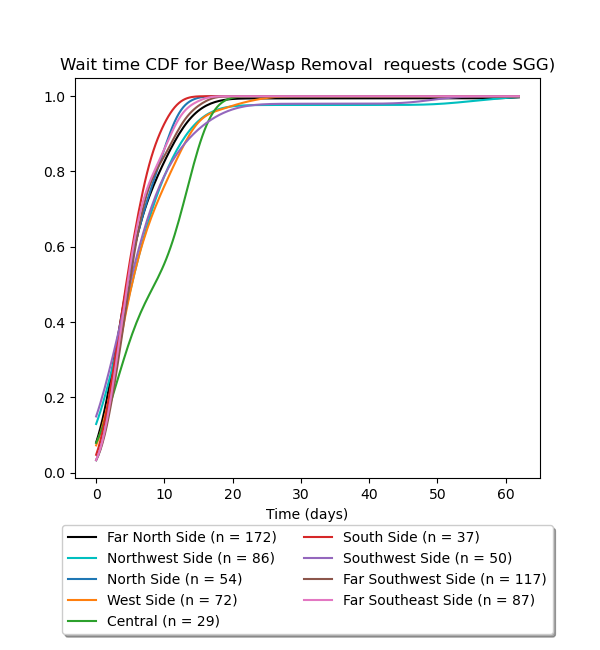 Wait time CDF for Bee/Wasp Removal  requests (code SGG)
1.0
0.8
0.6
0.4
0.2
0.0
0 10 20 30 40 50 60
Time (days)
Far North Side (n = 172)
Northwest Side (n = 86)
North Side (n = 54)
West Side (n = 72)
Central (n = 29)
South Side (n = 37)
Southwest Side (n = 50)
Far Southwest Side (n = 117)
Far Southeast Side (n = 87)